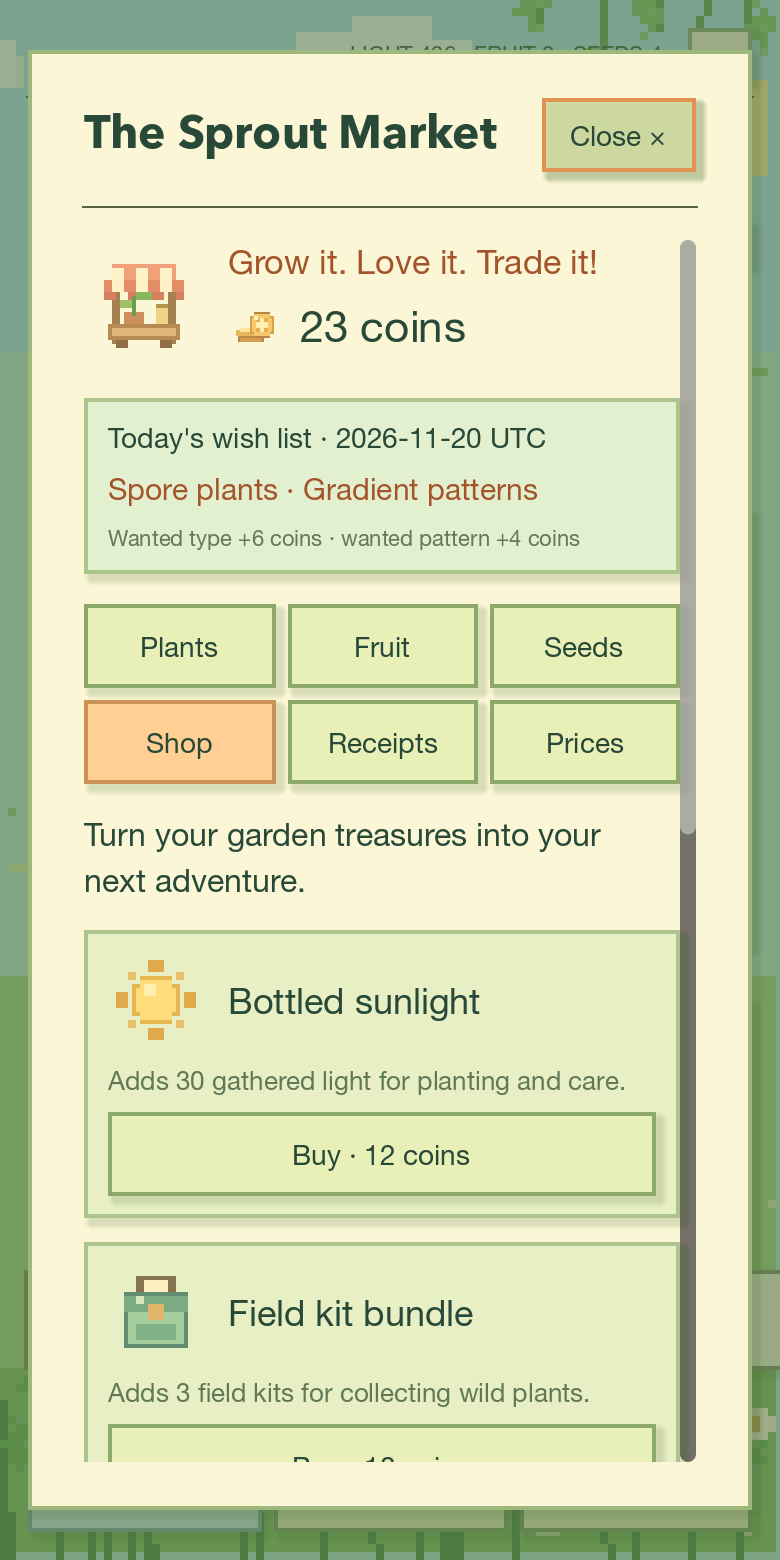 The Sprout Market
Close ×
Grow it. Love it. Trade it!
23 coins
Today's wish list · 2026-11-20 UTC
Spore plants · Gradient patterns
Wanted type +6 coins · wanted pattern +4 coins
Plants
Fruit
Seeds
Shop
Receipts
Prices
Turn your garden treasures into your
next adventure.
Bottled sunlight
Adds 30 gathered light for planting and care.
Buy · 12 coins
Field kit bundle
Adds 3 field kits for collecting wild plants.